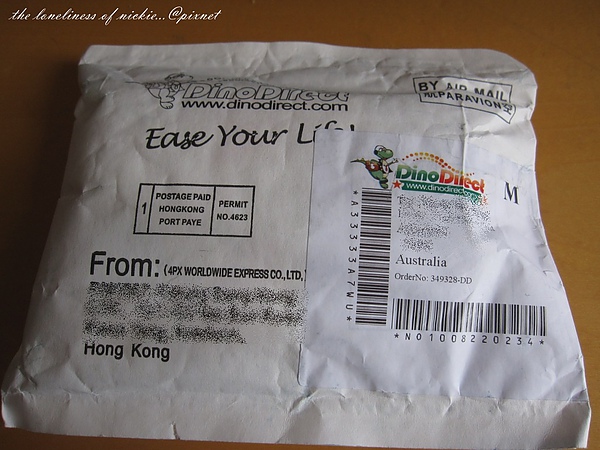 the loneliness of nickie...@pixnet
DinoDirect
www.dinodirect.com
Ease Your Life!
BY AIR MAIL
PAR AVION
1
POSTAGE PAID
HONGKONG
PORT PAYE
PERMIT
NO.4623
From: (4PX WORLDWIDE EXPRESS CO.,LTD,)
Hong Kong
DinoDirect
www.dinodirect.com
M
Australia
OrderNo: 349328-DD
*A33333A7WU*
*N01008220234*